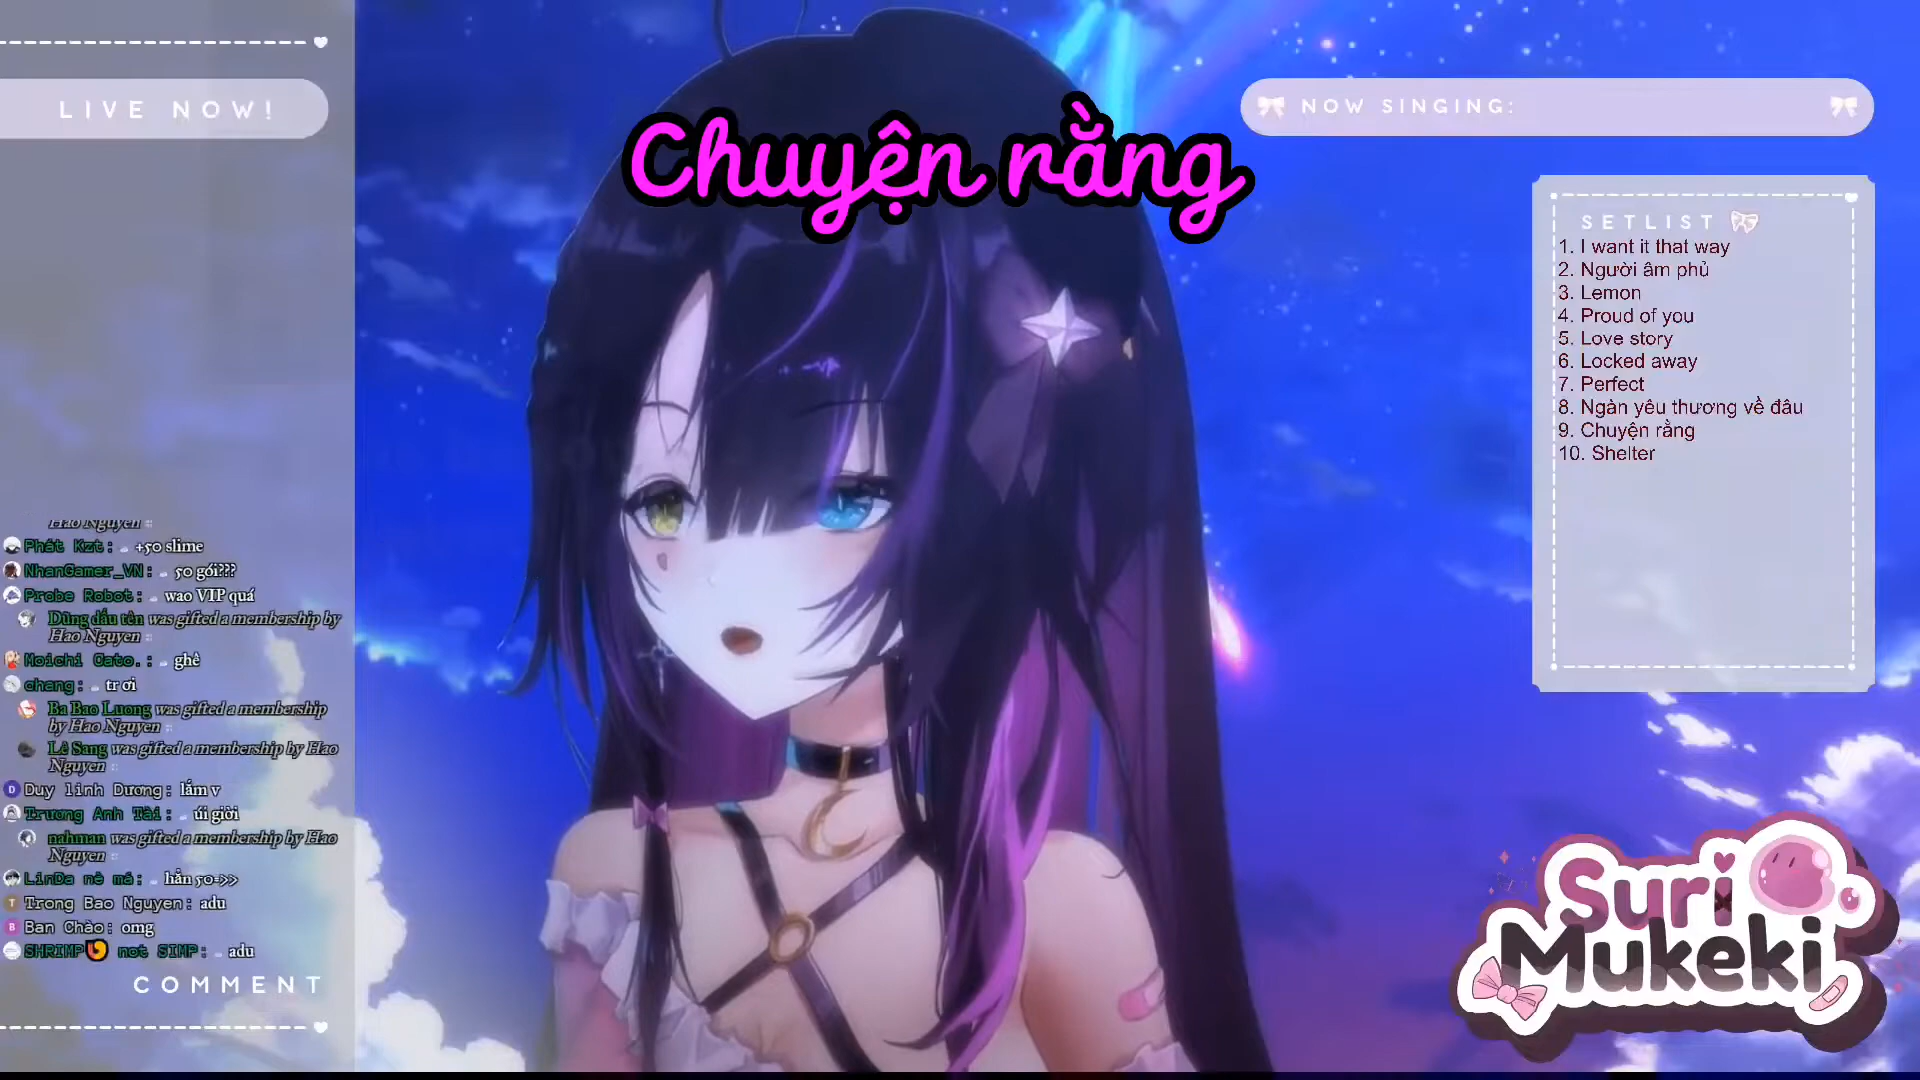 LIVE NOW!
Chuyện rằng
NOW SINGING:
SETLIST
1. I want it that way
2. Người âm phủ
3. Lemon
4. Proud of you
5. Love story
6. Locked away
7. Perfect
8. Ngàn yêu thương về đâu
9. Chuyện rằng
10. Shelter
Hao Nguyen
Phát Kzt: +50 slime
NhanGamer_VN: 50 gói???
Probe Robot: wao VIP quá
Dũng dấu tên was gifted a membership by
Hao Nguyen
Moichi Cato.: ghê
chang: tr ơi
Ba Bao Luong was gifted a membership
by Hao Nguyen
Lê Sang was gifted a membership by Hao
Nguyen
Duy linh Dương: lắm v
Trương Anh Tài: úi giời
nahman was gifted a membership by Hao
Nguyen
LinDa nè má: hẳn 50=>>
Trong Bao Nguyen: adu
Ban Chào: omg
SHRIMP not SIMP: adu
COMMENT
Suri
Mukeki